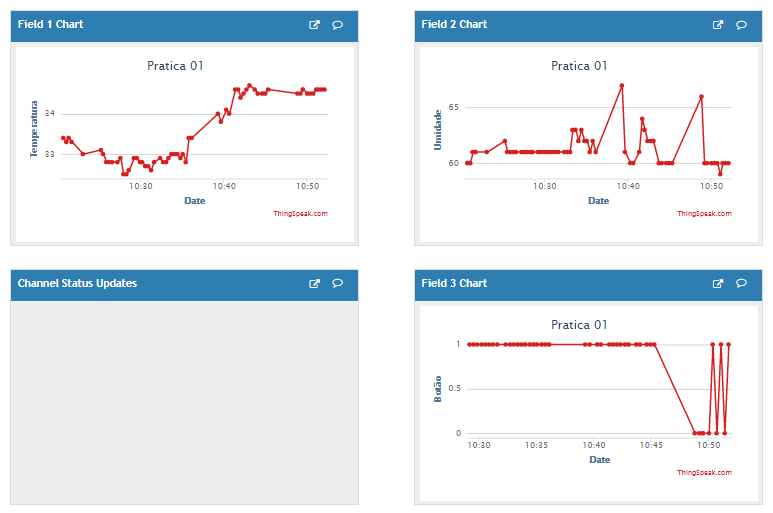 Field 1 Chart
Pratica 01
Temperatura
34
33
10:30 10:40 10:50
Date
ThingSpeak.com
Field 2 Chart
Pratica 01
Umidade
65
60
10:30 10:40 10:50
Date
ThingSpeak.com
Channel Status Updates
Field 3 Chart
Pratica 01
Botão
1
0.5
0
10:30 10:35 10:40 10:45 10:50
Date
ThingSpeak.com